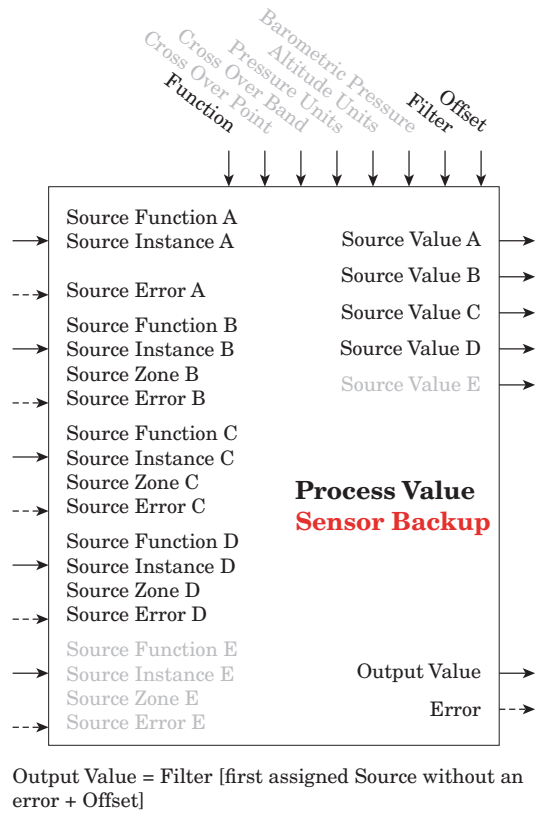 Function
Cross Over Point
Cross Over Band
Pressure Units
Altitude Units
Barometric Pressure
Filter
Offset
Source Function A
Source Instance A
Source Error A
Source Function B
Source Instance B
Source Zone B
Source Error B
Source Function C
Source Instance C
Source Zone C
Source Error C
Source Function D
Source Instance D
Source Zone D
Source Error D
Source Function E
Source Instance E
Source Zone E
Source Error E
Source Value A
Source Value B
Source Value C
Source Value D
Source Value E
Process Value
Sensor Backup
Output Value
Error
Output Value = Filter [first assigned Source without an
error + Offset]